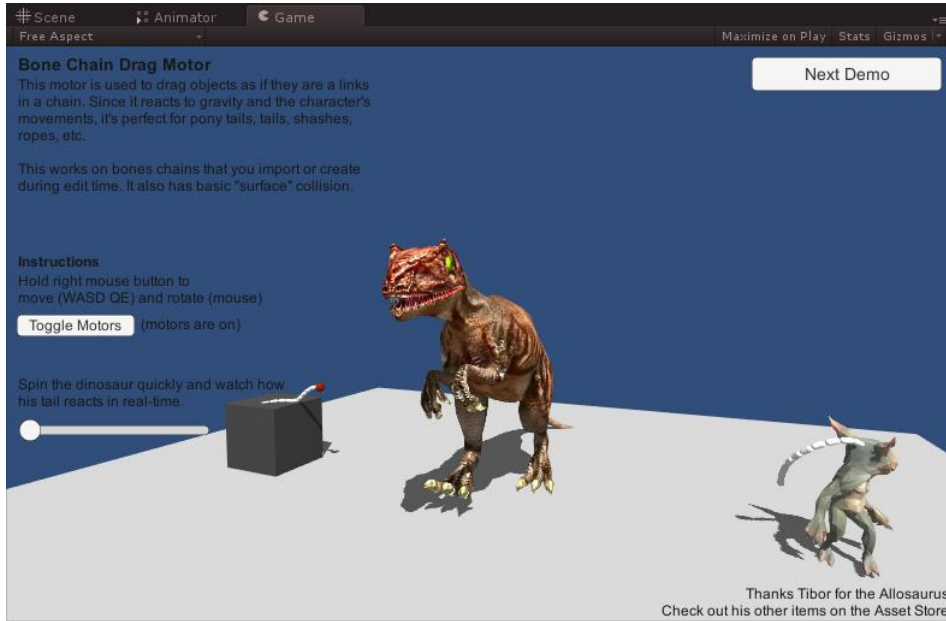 Scene
Animator
Game
Free Aspect
Maximize on Play
Stats
Gizmos
Bone Chain Drag Motor
This motor is used to drag objects as if they are a links
in a chain. Since it reacts to gravity and the character's
movements, it's perfect for pony tails, tails, shashes,
ropes, etc.
This works on bones chains that you import or create
during edit time. It also has basic "surface" collision.
Next Demo
Instructions
Hold right mouse button to
move (WASD QE) and rotate (mouse)
Toggle Motors
(motors are on)
Spin the dinosaur quickly and watch how
his tail reacts in real-time.
Thanks Tibor for the Allosaurus
Check out his other items on the Asset Store